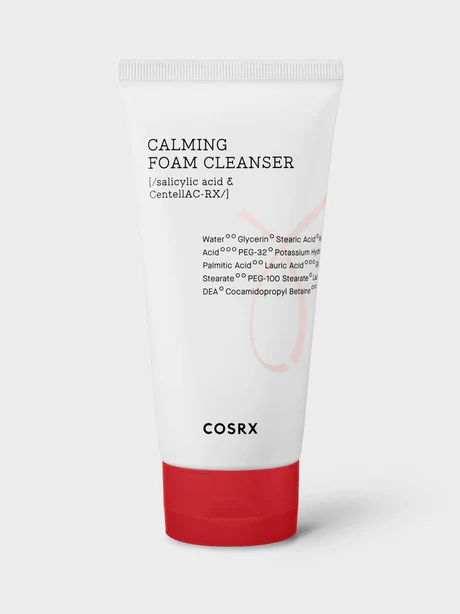 CALMING
FOAM CLEANSER
[/salicylic acid &
CentellAC-RX/]
Water°° Glycerin° Stearic Acid°
Acid°°° PEG-32° Potassium Hyd
Palmitic Acid°° Lauric Acid°°°
Stearate°° PEG-100 Stearate°
DEA° Cocamidopropyl Betaine°°
COSRX